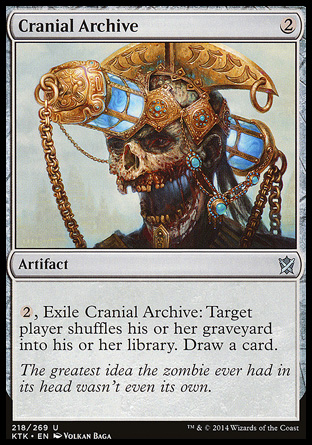 Cranial Archive 2
Artifact
2, Exile Cranial Archive: Target
player shuffles his or her graveyard
into his or her library. Draw a card.
The greatest idea the zombie ever had in
its head wasn't even its own.
218/269 U
KTK • EN Volkan Baga
™ & © 2014 Wizards of the Coast